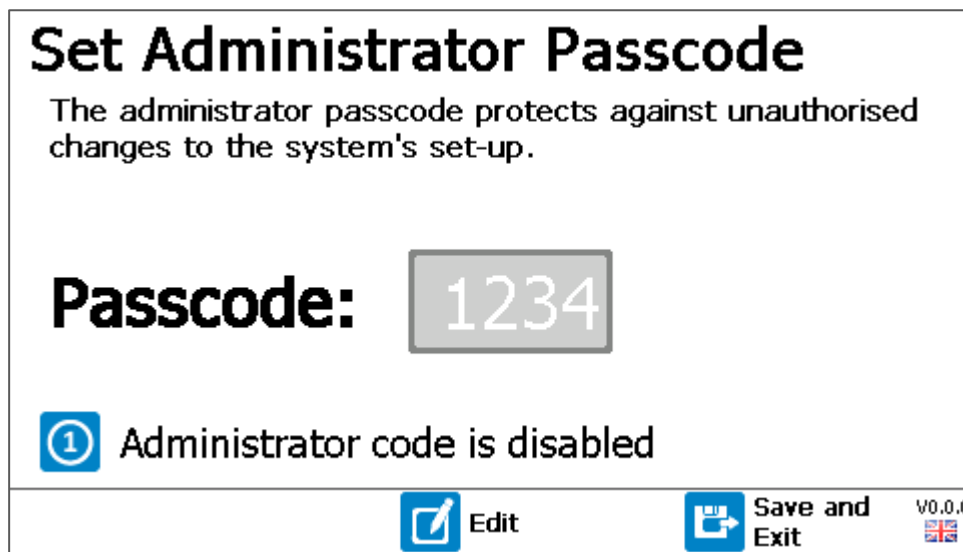 Set Administrator Passcode
The administrator passcode protects against unauthorised
changes to the system's set-up.
Passcode: 1234
1 Administrator code is disabled
Edit
Save and
Exit